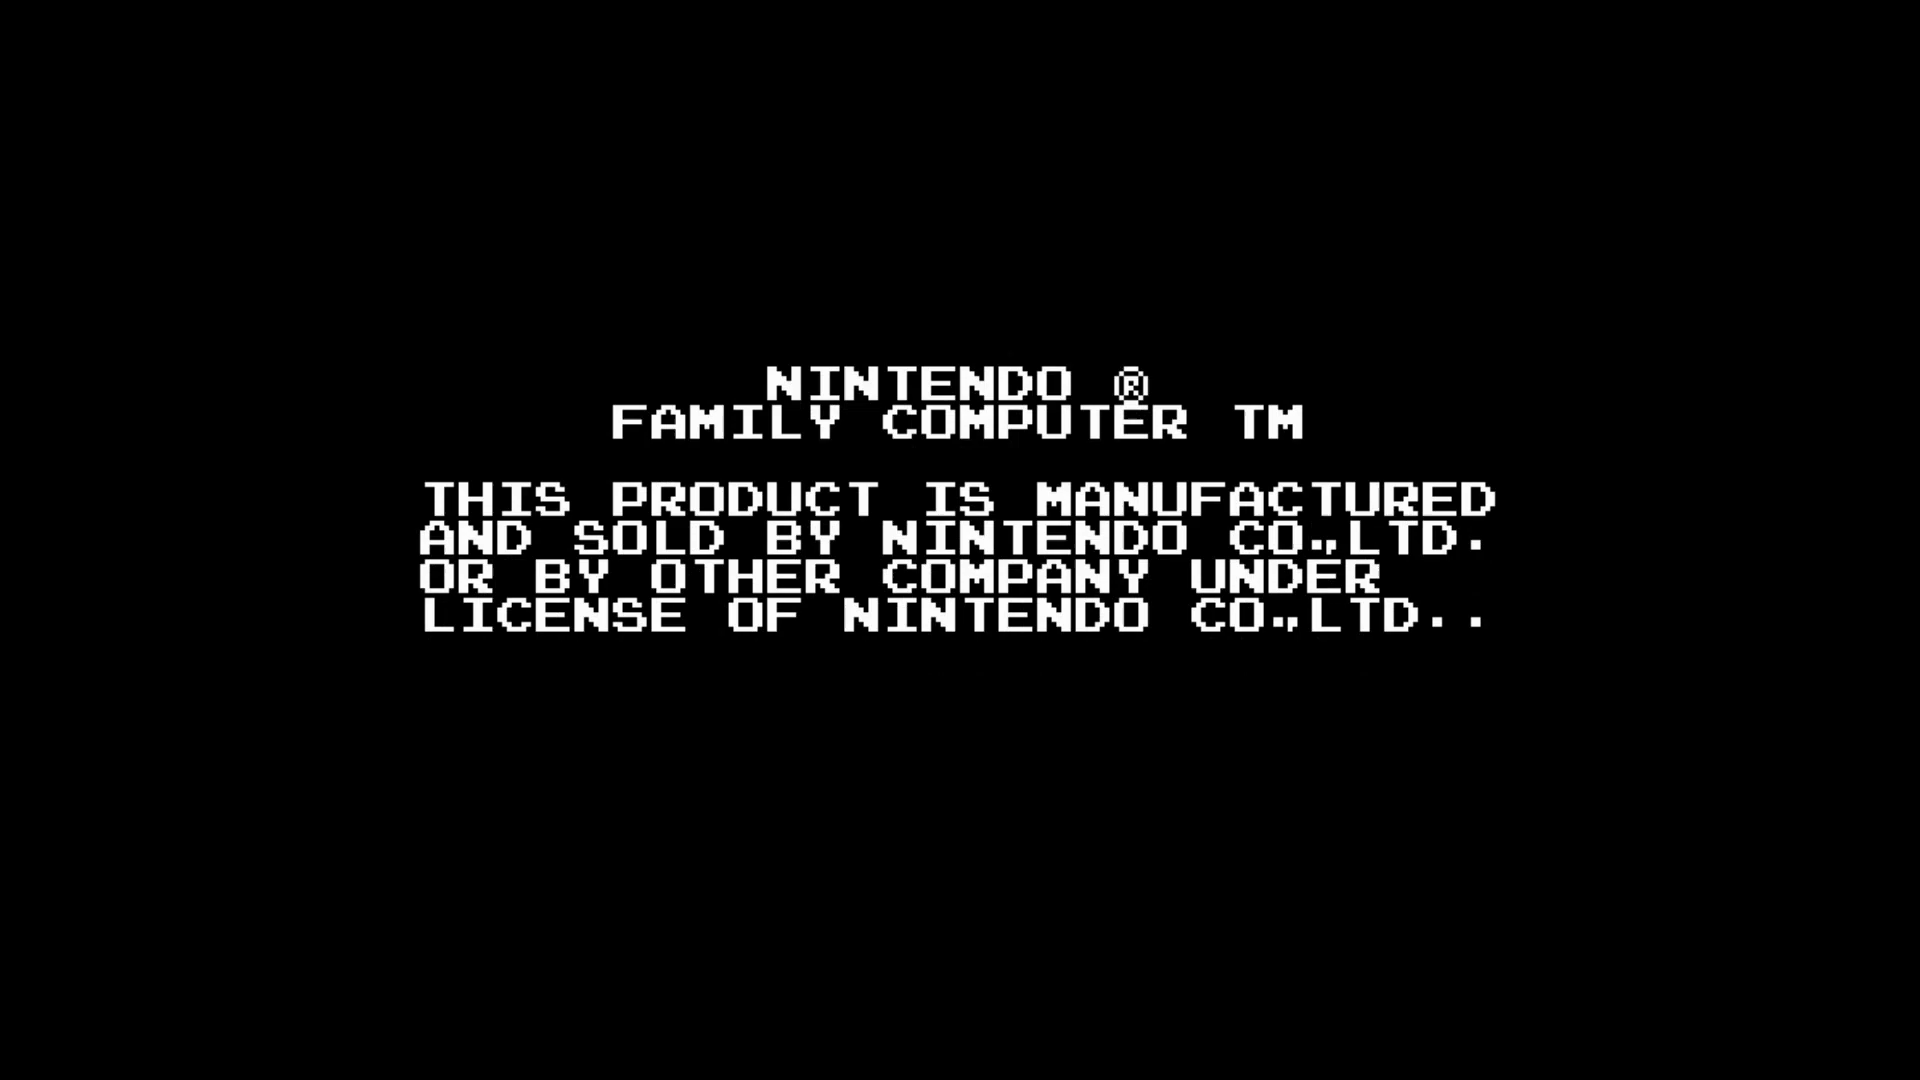 NINTENDO ®
FAMILY COMPUTER TM
THIS PRODUCT IS MANUFACTURED
AND SOLD BY NINTENDO CO.,LTD.
OR BY OTHER COMPANY UNDER
LICENSE OF NINTENDO CO.,LTD..